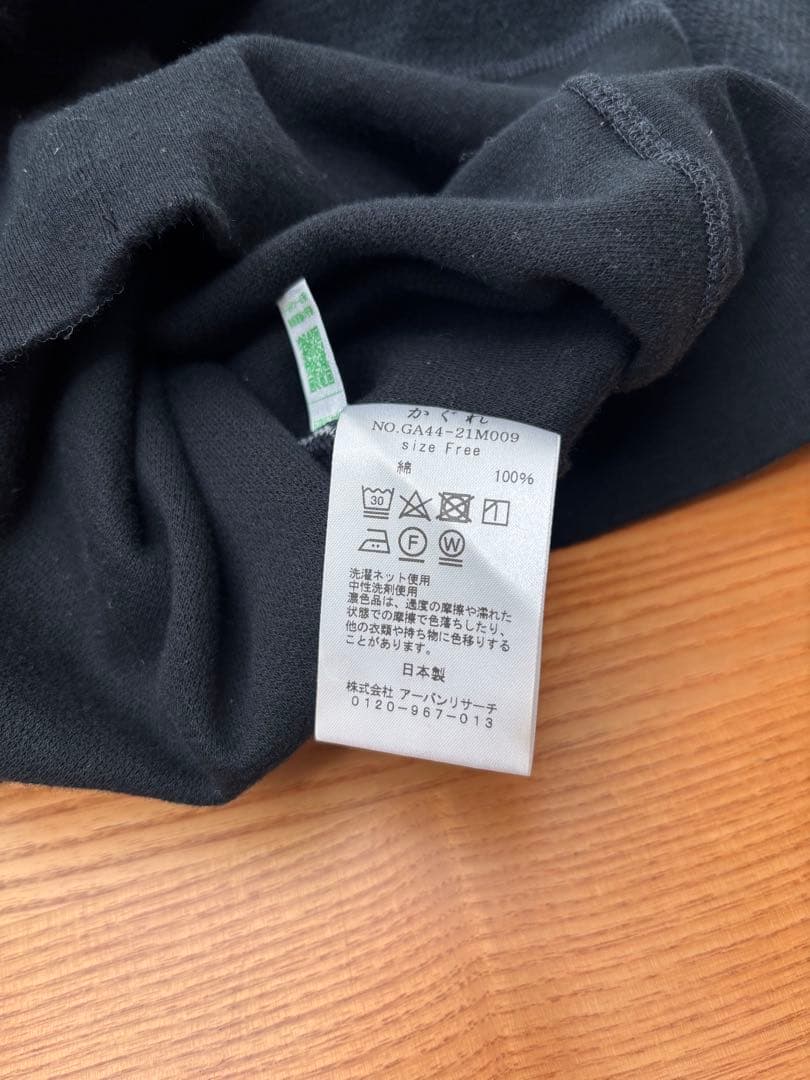 かぐれ
NO.GA44-21M009
size Free
綿 100%
30
F W
洗濯ネット使用
中性洗剤使用
濃色品は、過度の摩擦や濡れた
状態での摩擦で色落ちしたり、
他の衣類や持ち物に色移りする
ことがあります。
日本製
株式会社 アーバンリサーチ
0120-967-013